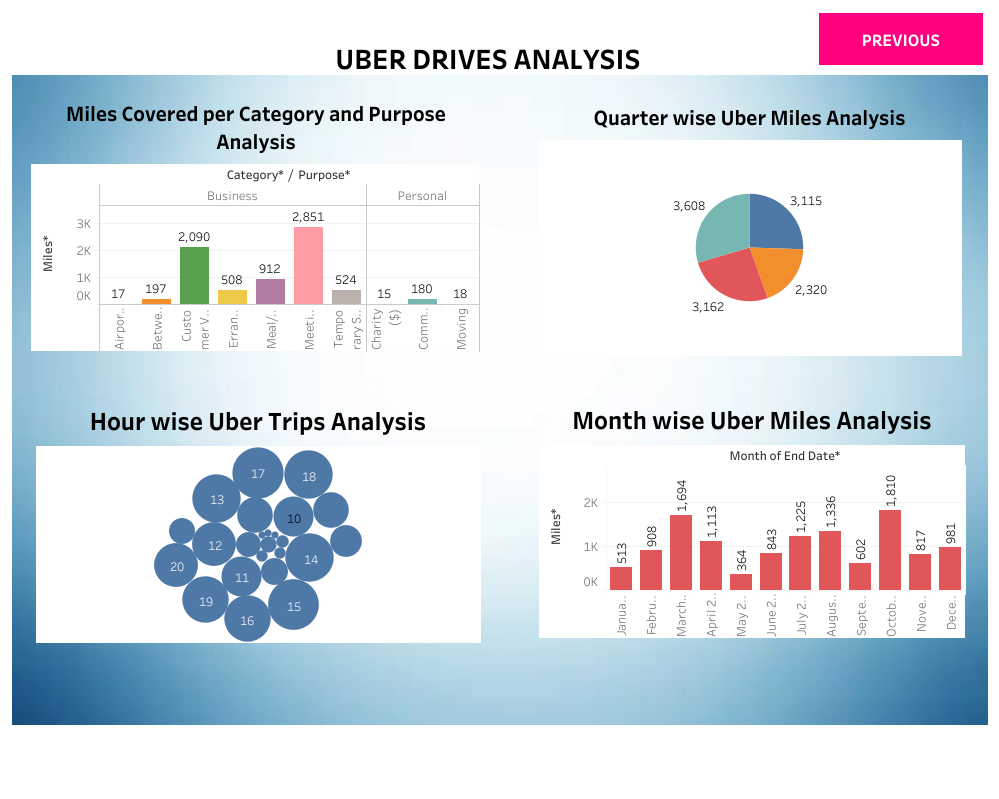 PREVIOUS
UBER DRIVES ANALYSIS
Miles Covered per Category and Purpose
Analysis
Category* / Purpose*
Business Personal
Miles*
3K
2K
1K
0K
17
197
2,090
508
912
2,851
524
15
180
18
Airpor..
Betwe..
Custo
mer V..
Erran..
Meal/..
Meeti..
Tempo
rary S..
Charity
($)
Comm..
Moving
Quarter wise Uber Miles Analysis
3,608
3,115
3,162
2,320
Hour wise Uber Trips Analysis
17
18
13
10
12
14
20
11
19
15
16
Month wise Uber Miles Analysis
Month of End Date*
Miles*
2K
1K
0K
513
908
1,694
1,113
364
843
1,225
1,336
602
1,810
817
981
Janua..
Febru..
March..
April 2..
May 2..
June 2..
July 2..
Augus..
Septe..
Octob..
Nove..
Dece..